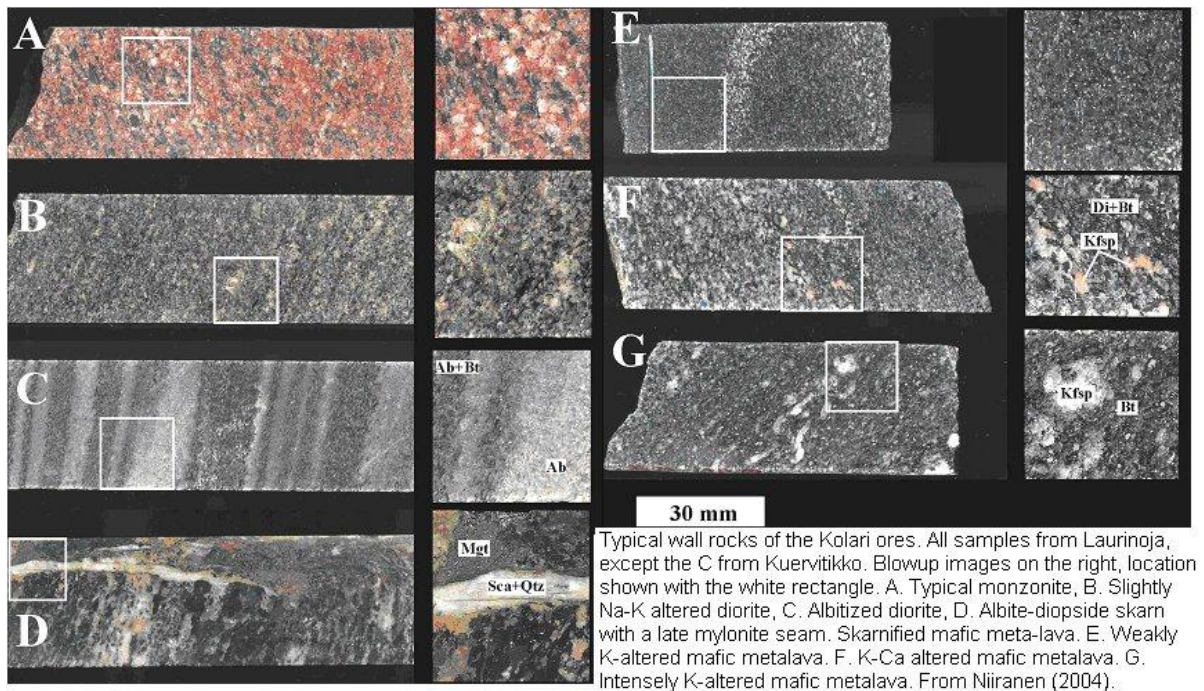 A
B
C
Ab+Bt
Ab
D
Mgt
Sca+Qtz
E
F
Di+Bt
Kfsp
G
Kfsp
Bt
30 mm
Typical wall rocks of the Kolari ores. All samples from Laurinoja,
except the C from Kuervitikko. Blowup images on the right, location
shown with the white rectangle. A. Typical monzonite, B. Slightly
Na-K altered diorite, C. Albitized diorite, D. Albite-diopside skarn
with a late mylonite seam. Skarnified mafic meta-lava. E. Weakly
K-altered mafic metalava. F. K-Ca altered mafic metalava. G.
Intensely K-altered mafic metalava. From Niiranen (2004).